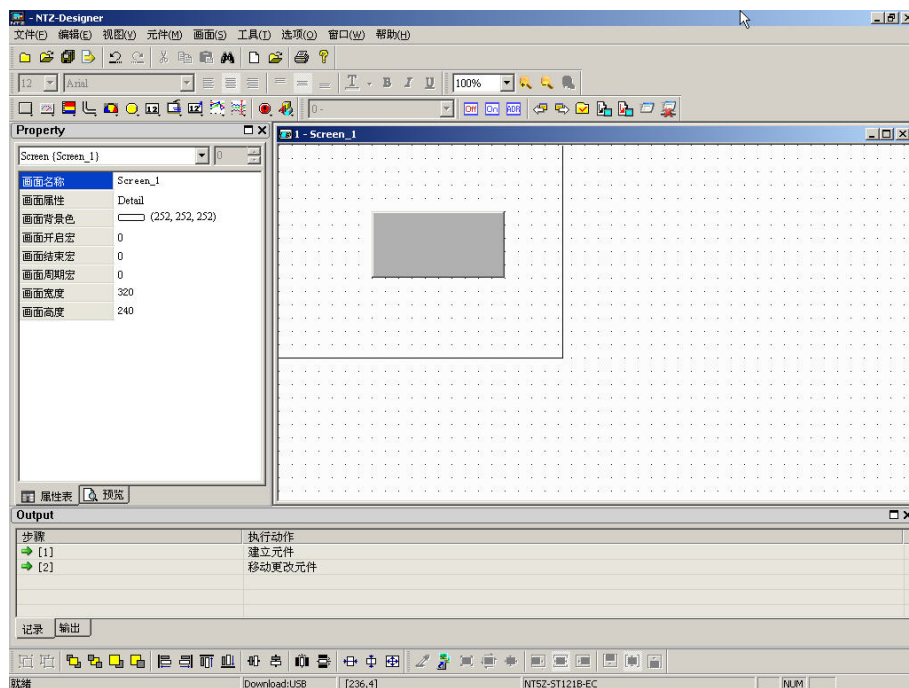 - NTZ-Designer
文件(F) 编辑(E) 视图(V) 元件(M) 画面(S) 工具(T) 选项(O) 窗口(W) 帮助(H)
12 Arial B I U 100%
0 - Off On ADR
Property
1 - Screen_1
Screen {Screen_1} 0
画面名称 Screen_1
画面属性 Detail
画面背景色 (252, 252, 252)
画面开启宏 0
画面结束宏 0
画面周期宏 0
画面宽度 320
画面高度 240
属性表 预览
Output
步骤 执行动作
[1] 建立元件
[2] 移动更改元件
记录 输出
就绪 Download:USB [236,4] NT5Z-ST121B-EC NUM